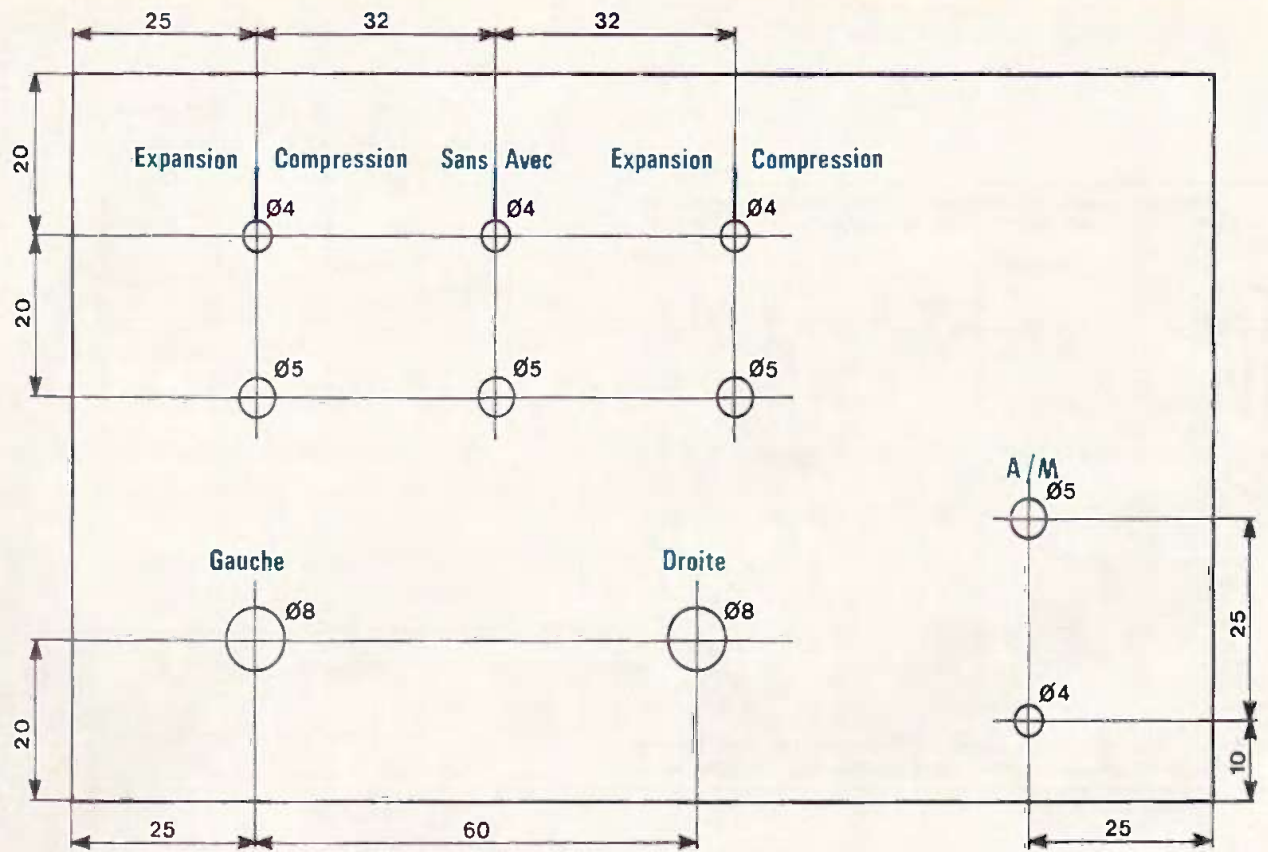 25 32 32
20
Expansion Compression Sans Avec Expansion Compression
Ø4 Ø4 Ø4
20
Ø5 Ø5 Ø5
A/M
Ø5
Gauche Droite
Ø8 Ø8
25
20
Ø4
10
25 60 25